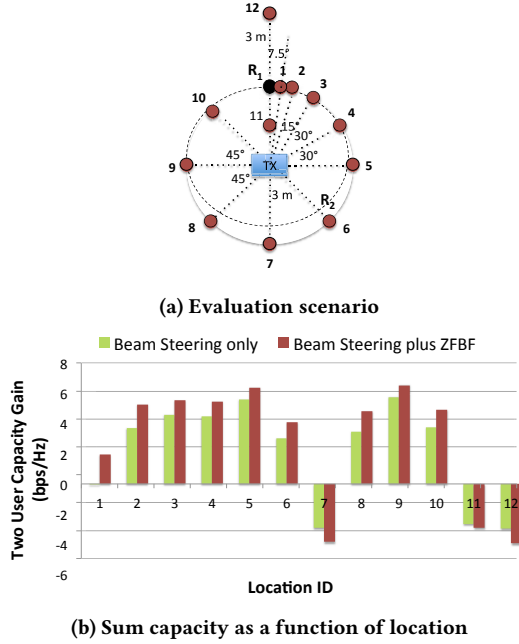 12
3 m
7.5°
R1
1
2
3
10
11
4
15°
30°
45°
30°
9
TX
5
45°
3 m
R2
8
6
7
(a) Evaluation scenario
Beam Steering only
Beam Steering plus ZFBF
Two User Capacity Gain
(bps/Hz)
8
6
4
2
0
-2
-4
-6
1 2 3 4 5 6 7 8 9 10 11 12
Location ID
(b) Sum capacity as a function of location